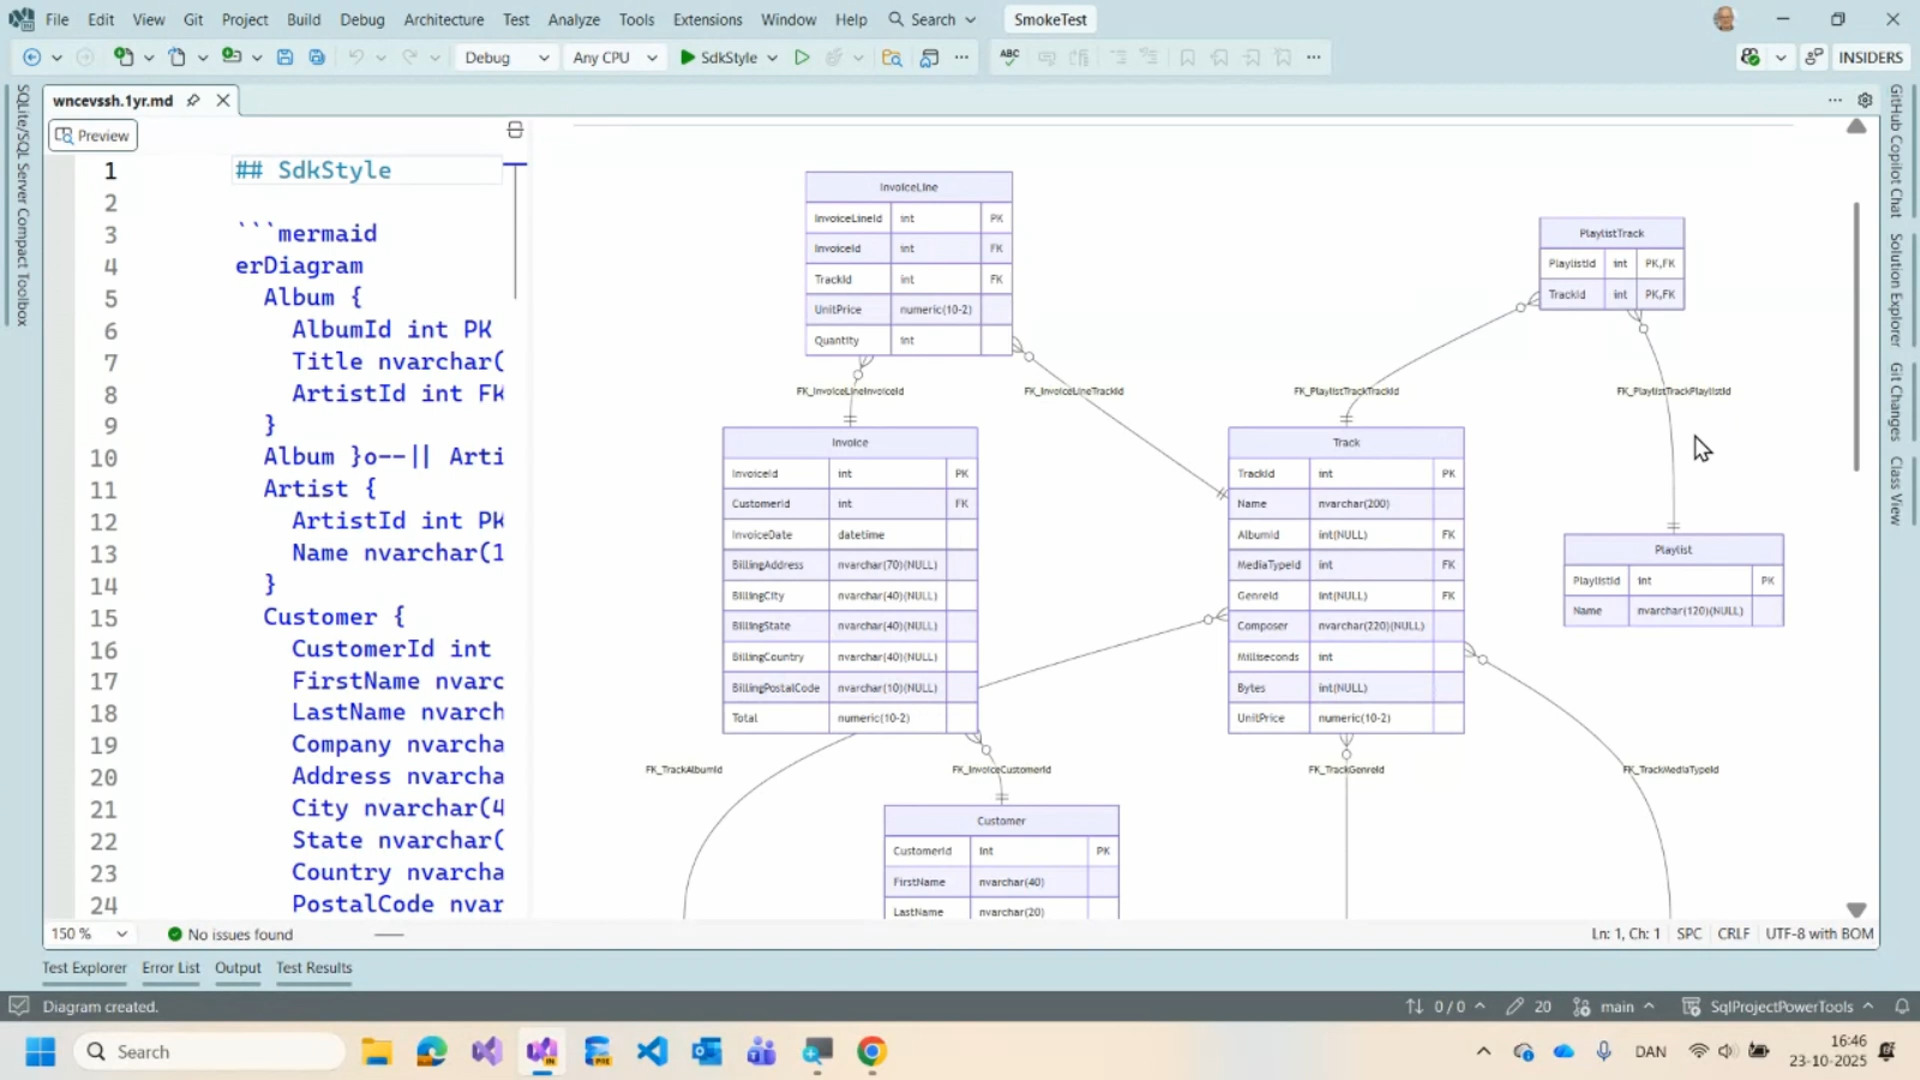 File Edit View Git Project Build Debug Architecture Test Analyze Tools Extensions Window Help Search SmokeTest
Debug Any CPU SdkStyle ABC INSIDERS
SQLite/SQL Server Compact Toolbox
wncevssh.1yr.md
Preview
1 ## SdkStyle
2
3 ```mermaid
4 erDiagram
5 Album {
6 AlbumId int PK
7 Title nvarchar(
8 ArtistId int FK
9 }
10 Album }o--|| Arti
11 Artist {
12 ArtistId int PK
13 Name nvarchar(1
14 }
15 Customer {
16 CustomerId int
17 FirstName nvarc
18 LastName nvarch
19 Company nvarcha
20 Address nvarcha
21 City nvarchar(4
22 State nvarchar(
23 Country nvarcha
24 PostalCode nvar
InvoiceLine
InvoiceLineId int PK
InvoiceId int FK
TrackId int FK
UnitPrice numeric(10-2)
Quantity int
PlaylistTrack
PlaylistId int PK,FK
TrackId int PK,FK
FK_InvoiceLineInvoiceId
FK_InvoiceLineTrackId
FK_PlaylistTrackTrackId
FK_PlaylistTrackPlaylistId
Invoice
InvoiceId int PK
CustomerId int FK
InvoiceDate datetime
BillingAddress nvarchar(70)(NULL)
BillingCity nvarchar(40)(NULL)
BillingState nvarchar(40)(NULL)
BillingCountry nvarchar(40)(NULL)
BillingPostalCode nvarchar(10)(NULL)
Total numeric(10-2)
Track
TrackId int PK
Name nvarchar(200)
AlbumId int(NULL) FK
MediaTypeId int FK
GenreId int(NULL) FK
Composer nvarchar(220)(NULL)
Milliseconds int
Bytes int(NULL)
UnitPrice numeric(10-2)
Playlist
PlaylistId int PK
Name nvarchar(120)(NULL)
FK_TrackAlbumId
FK_InvoiceCustomerId
FK_TrackGenreId
FK_TrackMediaTypeId
Customer
CustomerId int PK
FirstName nvarchar(40)
LastName nvarchar(20)
GitHub Copilot Chat
Solution Explorer
Git Changes
Class View
150 % No issues found Ln: 1, Ch: 1 SPC CRLF UTF-8 with BOM
Test Explorer Error List Output Test Results
Diagram created. 0 / 0 20 main SqlProjectPowerTools
Search DAN 16:46
23-10-2025